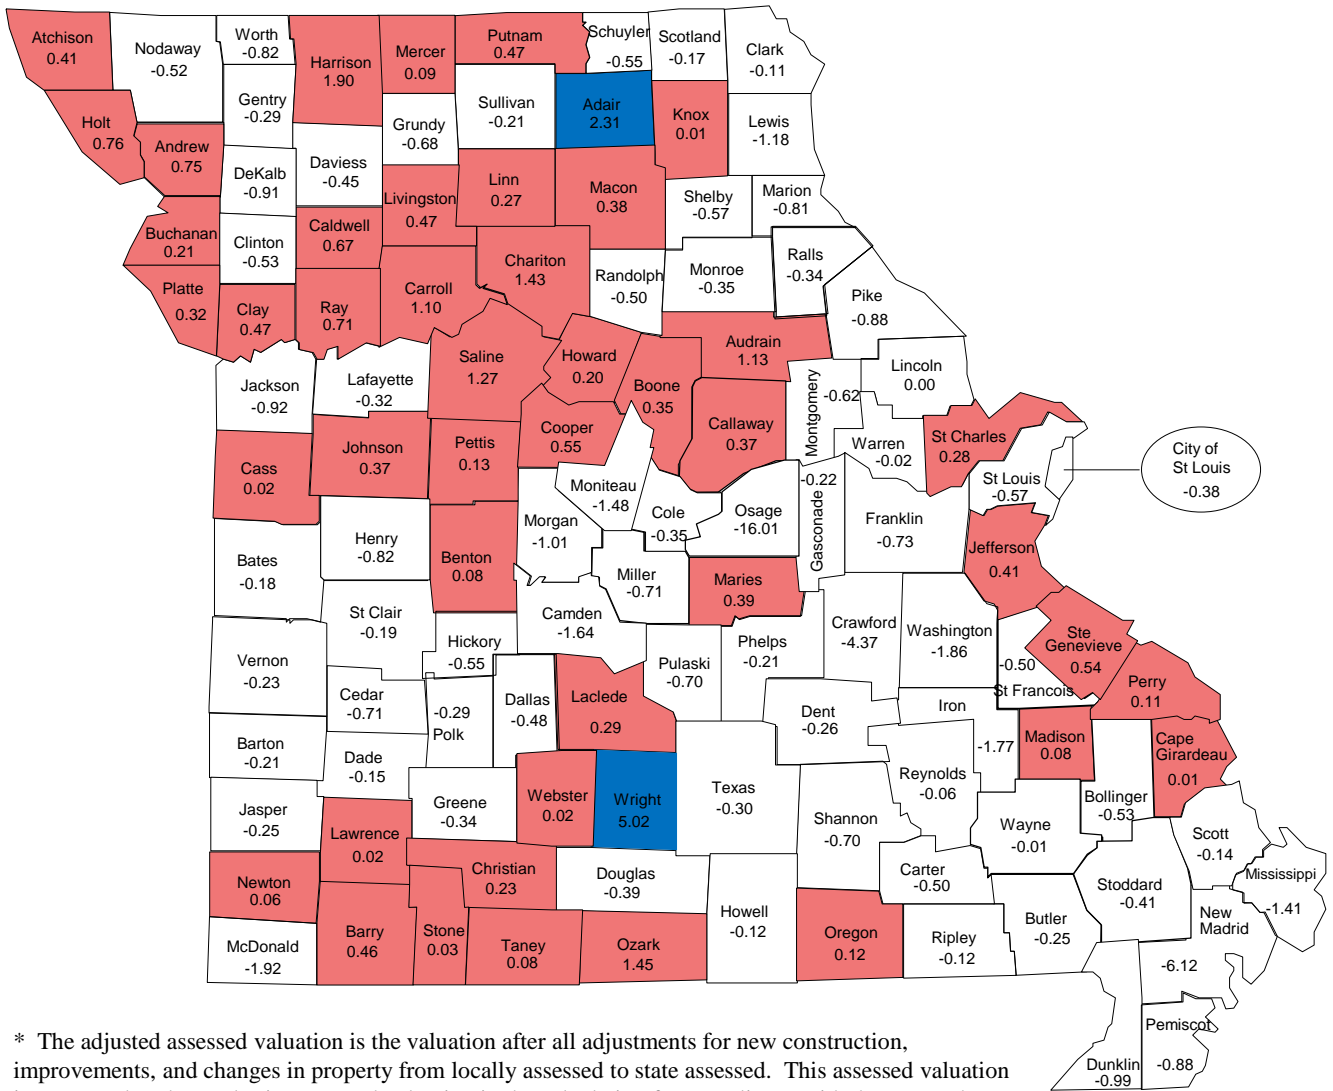 Atchison
0.41
Nodaway
-0.52
Worth
-0.82
Harrison
1.90
Mercer
0.09
Putnam
0.47
Schuyler
-0.55
Scotland
-0.17
Clark
-0.11
Holt
0.76
Andrew
0.75
Gentry
-0.29
DeKalb
-0.91
Daviess
-0.45
Grundy
-0.68
Sullivan
-0.21
Adair
2.31
Knox
0.01
Lewis
-1.18
Buchanan
0.21
Clinton
-0.53
Caldwell
0.67
Livingston
0.47
Linn
0.27
Macon
0.38
Shelby
-0.57
Marion
-0.81
Platte
0.32
Clay
0.47
Ray
0.71
Carroll
1.10
Chariton
1.43
Randolph
-0.50
Monroe
-0.35
Ralls
-0.34
Pike
-0.88
Jackson
-0.92
Lafayette
-0.32
Saline
1.27
Howard
0.20
Boone
0.35
Audrain
1.13
Montgomery
-0.62
Lincoln
0.00
Cass
0.02
Johnson
0.37
Pettis
0.13
Cooper
0.55
Callaway
0.37
Warren
-0.02
St Charles
0.28
St Louis
-0.57
City of
St Louis
-0.38
Bates
-0.18
Henry
-0.82
Benton
0.08
Morgan
-1.01
Moniteau
-1.48
Cole
-0.35
Osage
-16.01
Gasconade
-0.22
Franklin
-0.73
Jefferson
0.41
Miller
-0.71
Maries
0.39
St Clair
-0.19
Hickory
-0.55
Camden
-1.64
Pulaski
-0.70
Phelps
-0.21
Crawford
-4.37
Washington
-1.86
-0.50
St Francois
Ste
Genevieve
0.54
Perry
0.11
Vernon
-0.23
Cedar
-0.71
-0.29
Polk
Dallas
-0.48
Laclede
0.29
Dent
-0.26
Iron
-1.77
Madison
0.08
Cape
Girardeau
0.01
Barton
-0.21
Dade
-0.15
Greene
-0.34
Webster
0.02
Wright
5.02
Texas
-0.30
Shannon
-0.70
Reynolds
-0.06
Wayne
-0.01
Bollinger
-0.53
Scott
-0.14
Mississippi
-1.41
Jasper
-0.25
Lawrence
0.02
Christian
0.23
Douglas
-0.39
Howell
-0.12
Carter
-0.50
Butler
-0.25
Stoddard
-0.41
New
Madrid
-6.12
Newton
0.06
McDonald
-1.92
Barry
0.46
Stone
0.03
Taney
0.08
Ozark
1.45
Oregon
0.12
Ripley
-0.12
Dunklin
-0.99
Pemiscot
-0.88
* The adjusted assessed valuation is the valuation after all adjustments for new construction,
improvements, and changes in property from locally assessed to state assessed. This assessed valuation